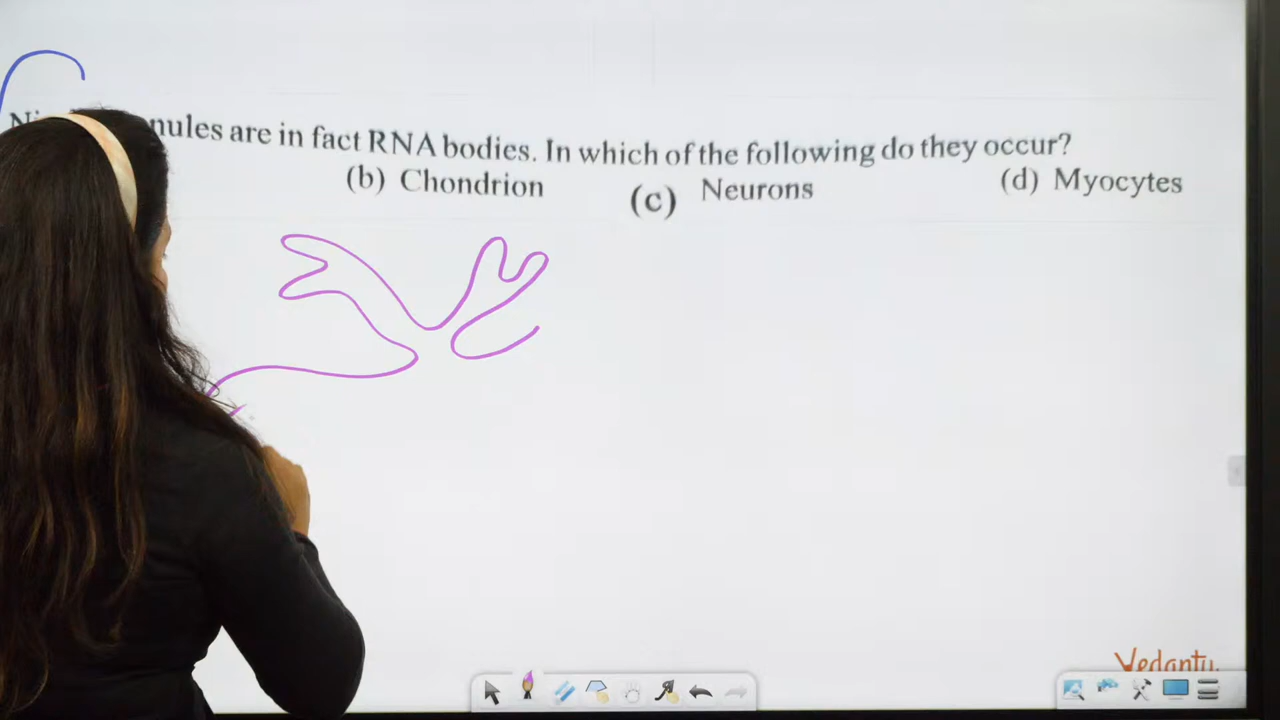 nules are in fact RNA bodies. In which of the following do they occur?
(b) Chondrion (c) Neurons (d) Myocytes
Vedantu